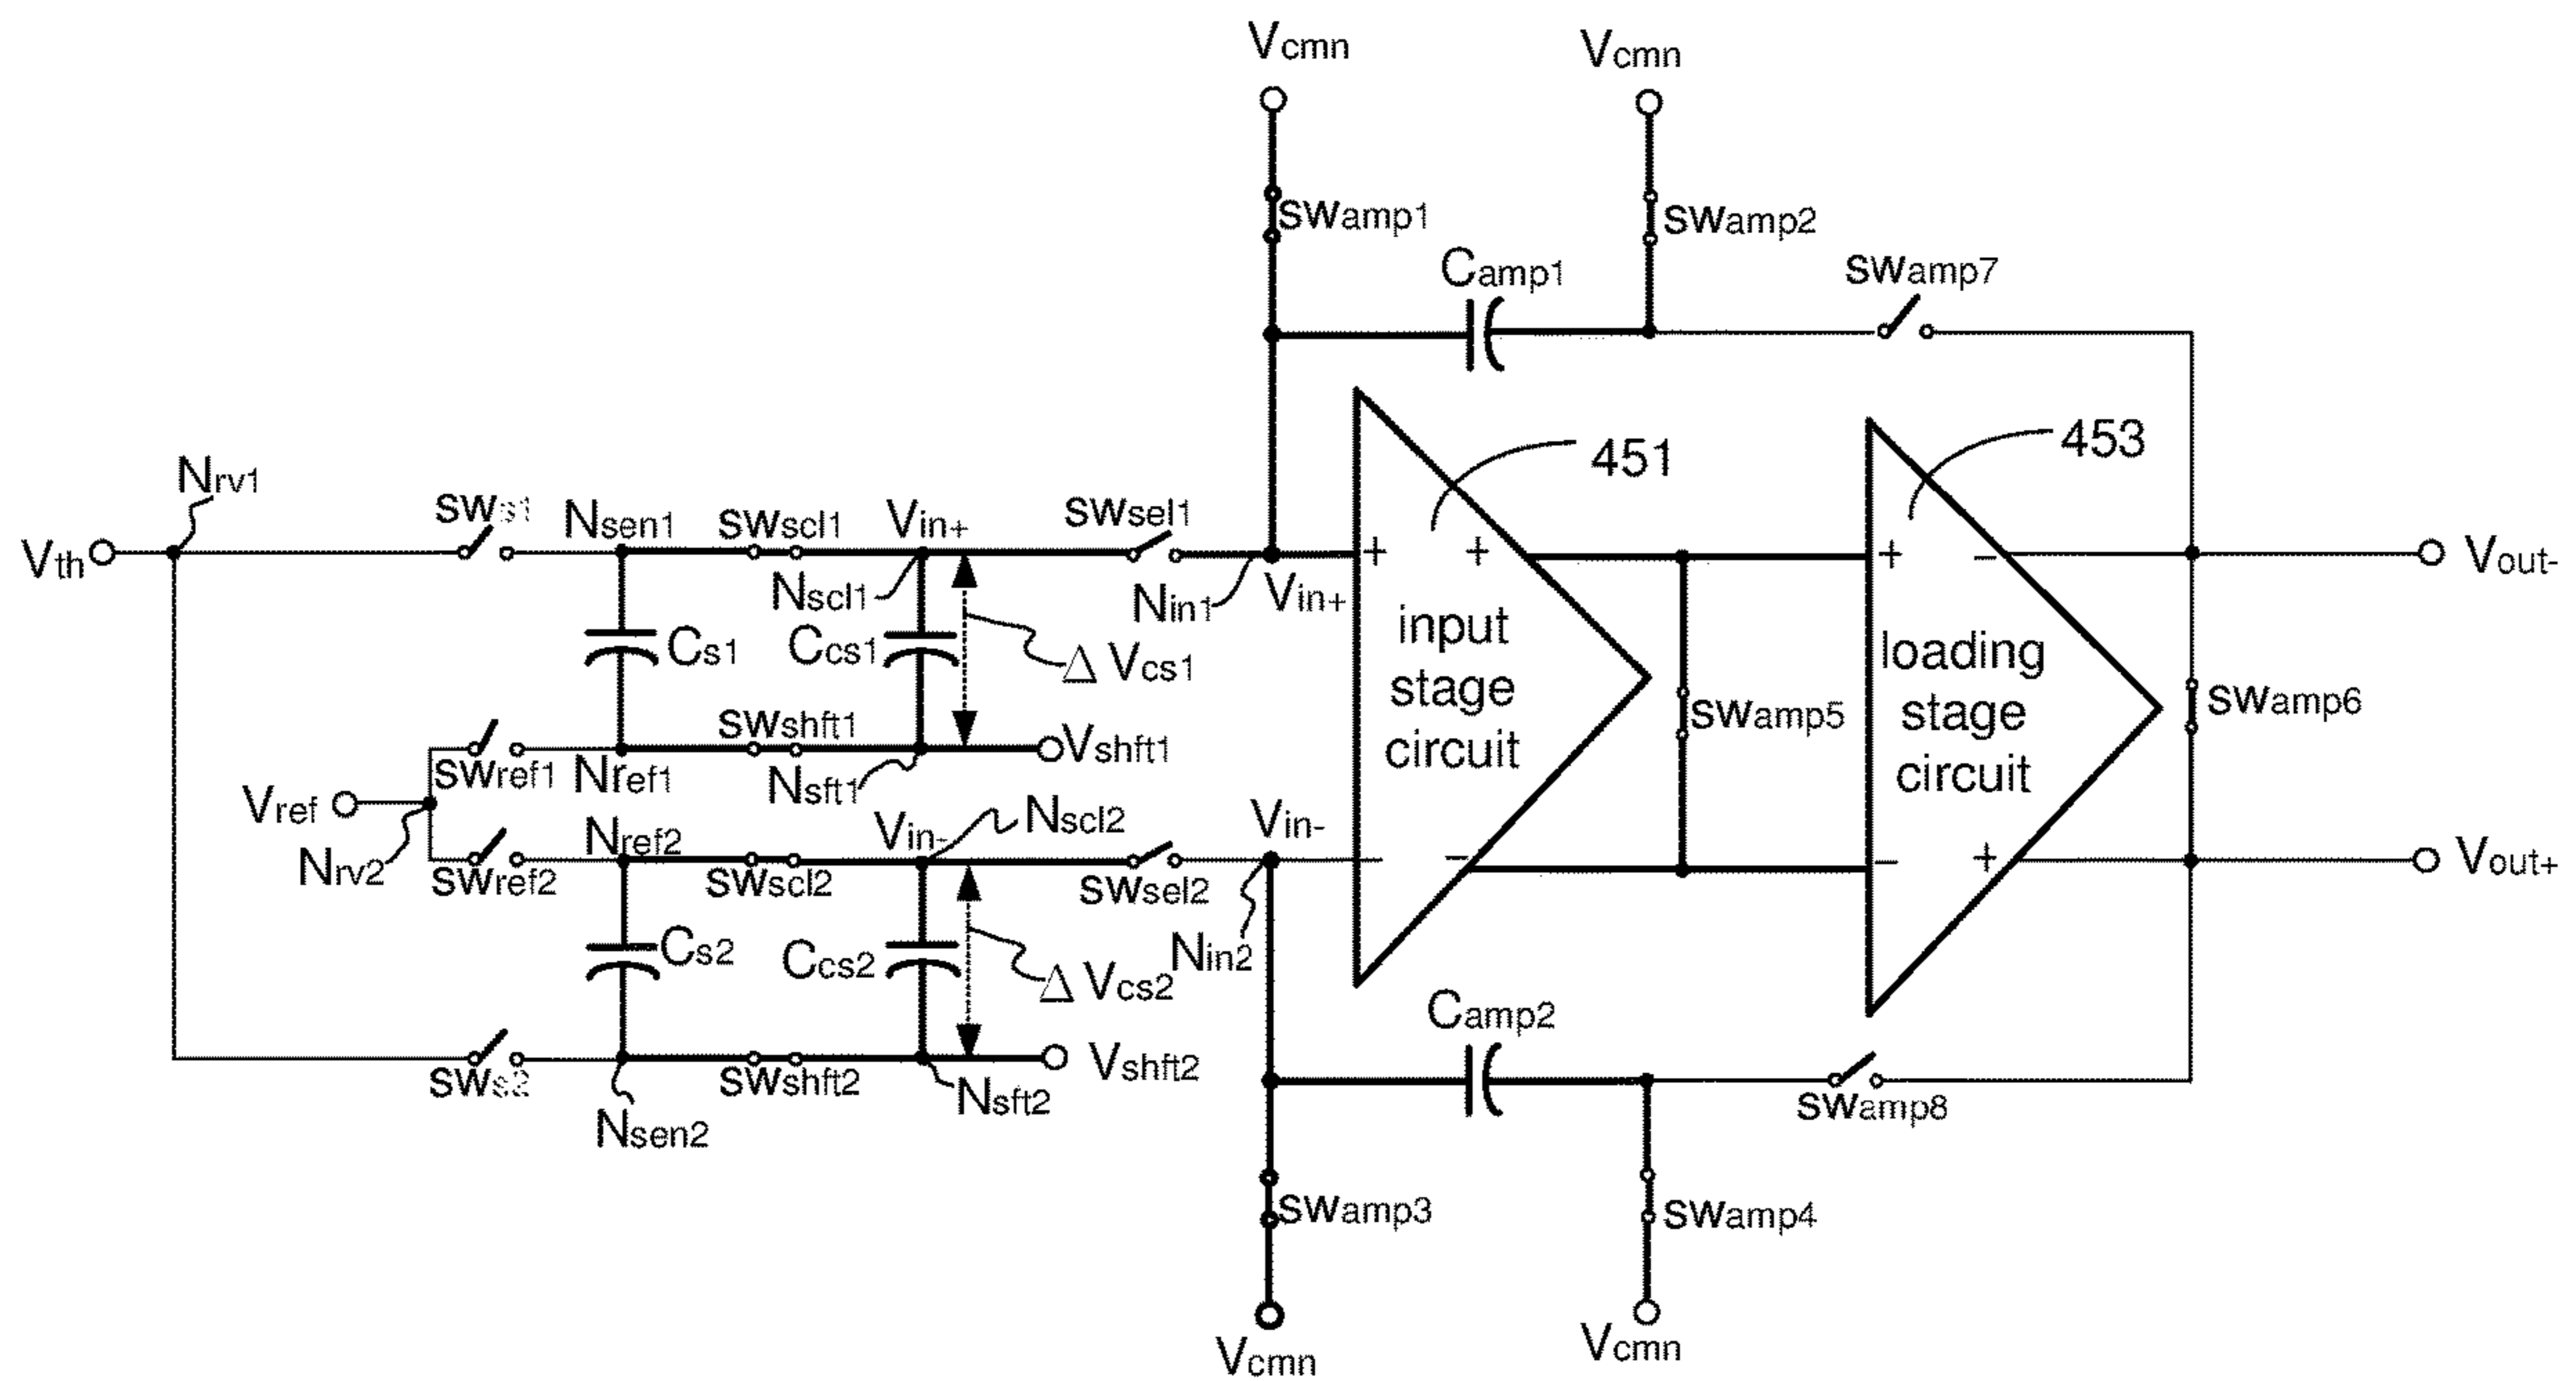 Vcmn
Vcmn
SWamp1
SWamp2
Camp1
SWamp7
451
453
Nrv1
SWs1
Nsen1
SWscl1
Vin+
SWsel1
Vth
Nscl1
Nin1
Vin+
+
+
+
−
Vout-
Cs1
Ccs1
Δ Vcs1
input
stage
circuit
loading
stage
circuit
SWamp5
SWamp6
SWshft1
Vshft1
SWref1
Nref1
Nsft1
Vref
Nref2
Vin-
Nscl2
Vin-
Nrv2
SWref2
SWscl2
SWsel2
−
−
−
+
Vout+
Cs2
Ccs2
Δ Vcs2
Nin2
Camp2
SWs2
SWshft2
Vshft2
Nsft2
Nsen2
SWamp8
SWamp3
SWamp4
Vcmn
Vcmn